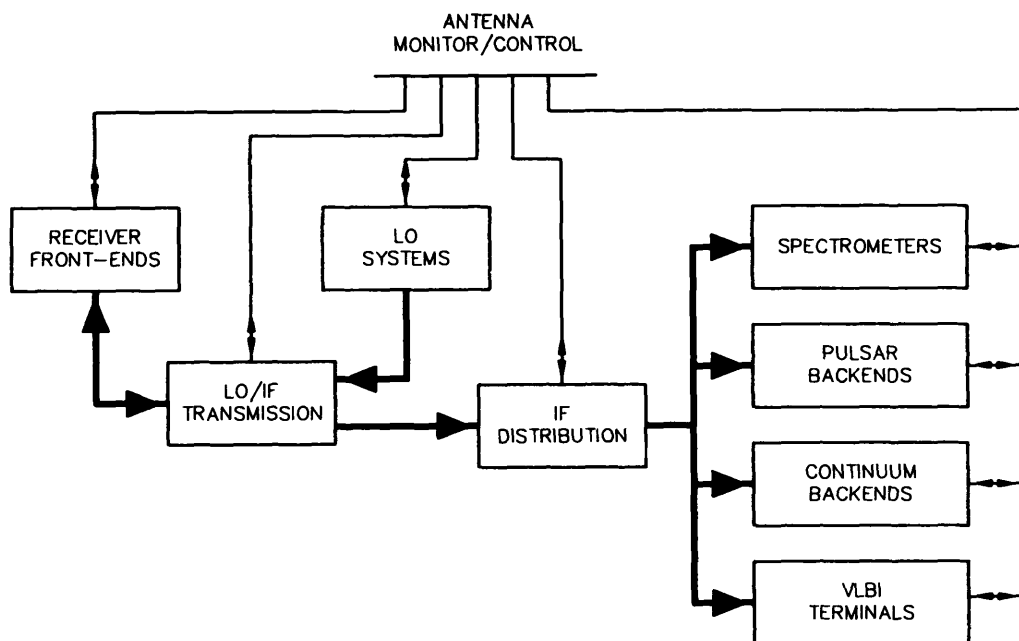 ANTENNA
MONITOR/CONTROL
RECEIVER
FRONT-ENDS
LO
SYSTEMS
LO/IF
TRANSMISSION
IF
DISTRIBUTION
SPECTROMETERS
PULSAR
BACKENDS
CONTINUUM
BACKENDS
VLBI
TERMINALS